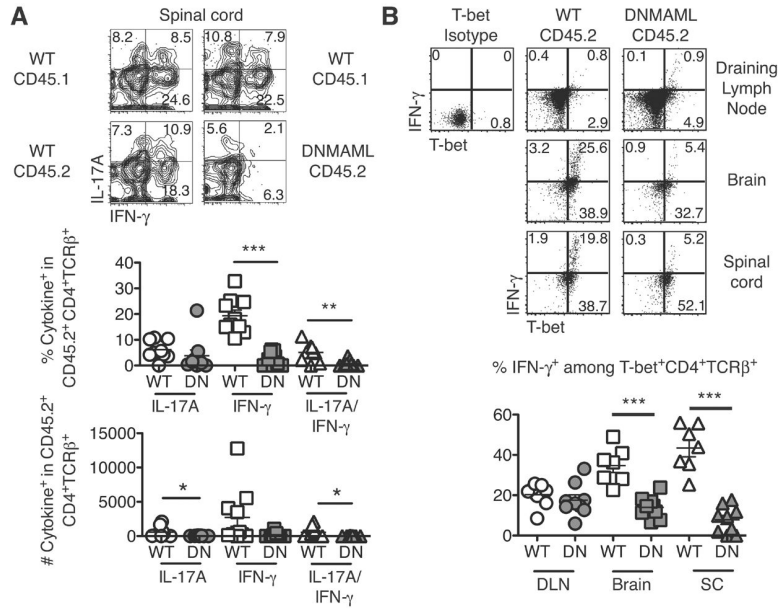 A
Spinal cord
WT
CD45.1
8.2 8.5
24.6
10.8 7.9
22.5
WT
CD45.1
WT
CD45.2
7.3 10.9
18.3
5.6 2.1
6.3
DNMAML
CD45.2
IL-17A
IFN-γ
% Cytokine⁺ in
CD45.2⁺ CD4⁺TCRβ⁺
40
30
20
10
0
***
**
WT DN WT DN WT DN
IL-17A IFN-γ IL-17A/
IFN-γ
# Cytokine⁺ in CD45.2⁺
CD4⁺TCRβ⁺
15000
10000
5000
0
*
*
WT DN WT DN WT DN
IL-17A IFN-γ IL-17A/
IFN-γ
B
T-bet
Isotype
WT
CD45.2
DNMAML
CD45.2
0 0
0.8
0.4 0.8
2.9
0.1 0.9
4.9
Draining
Lymph
Node
IFN-γ
T-bet
3.2 25.6
38.9
0.9 5.4
32.7
Brain
1.9 19.8
38.7
0.3 5.2
52.1
Spinal
cord
IFN-γ
T-bet
% IFN-γ⁺ among T-bet⁺CD4⁺TCRβ⁺
60
40
20
0
***
***
WT DN WT DN WT DN
DLN Brain SC